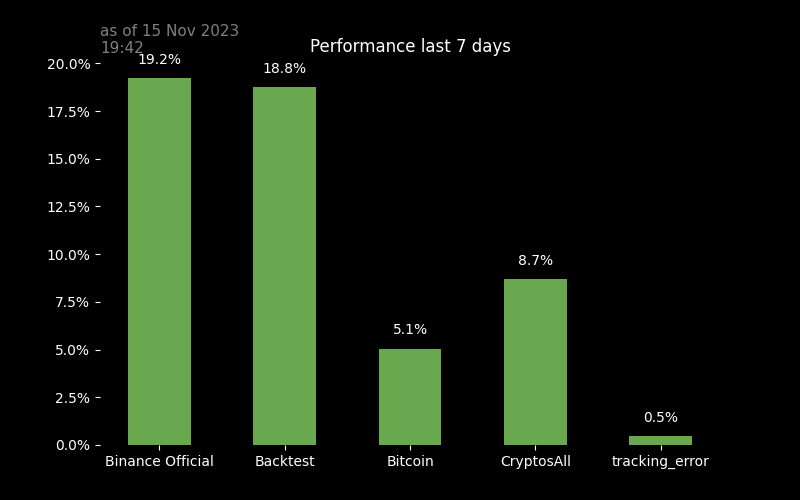 as of 15 Nov 2023
19:42
Performance last 7 days
20.0%
17.5%
15.0%
12.5%
10.0%
7.5%
5.0%
2.5%
0.0%
19.2%
18.8%
5.1%
8.7%
0.5%
Binance Official
Backtest
Bitcoin
CryptosAll
tracking_error